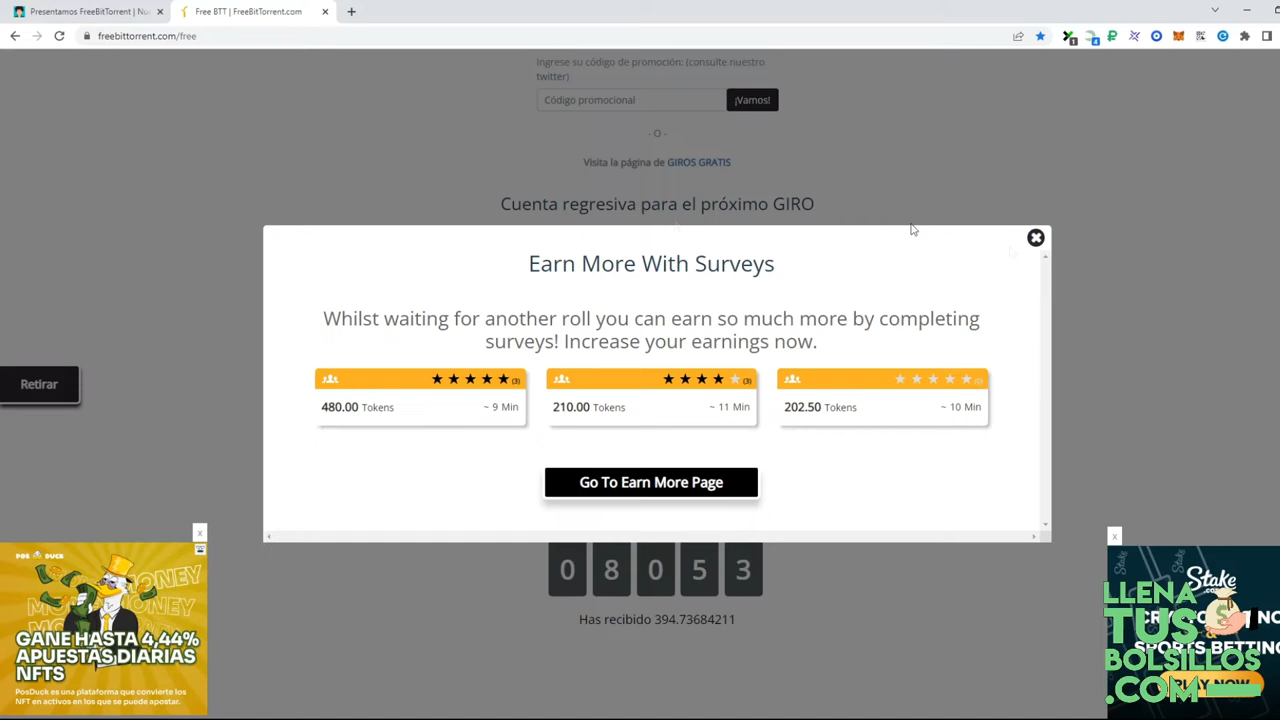 Presentamos FreeBitTorrent | Nu
Free BTT | FreeBitTorrent.com
freebittorrent.com/free
1
4
Ingrese su código de promoción: (consulte nuestro
twitter)
Código promocional
¡Vamos!
- O -
Visita la página de GIROS GRATIS
Cuenta regresiva para el próximo GIRO
Earn More With Surveys
Whilst waiting for another roll you can earn so much more by completing
surveys! Increase your earnings now.
(3)
(3)
(0)
480.00 Tokens ~ 9 Min
210.00 Tokens ~ 11 Min
202.50 Tokens ~ 10 Min
Go To Earn More Page
Retirar
0 8 0 5 3
Has recibido 394.73684211
x
POS DUCK
GANE HASTA 4,44%
APUESTAS DIARIAS
NFTS
PosDuck es una plataforma que convierte los
NFT en activos en los que se puede apostar.
x
Stake
.com
SPORTS BETTING
PLAY NOW
LLENA
TUS
BOLSILLOS
.COM